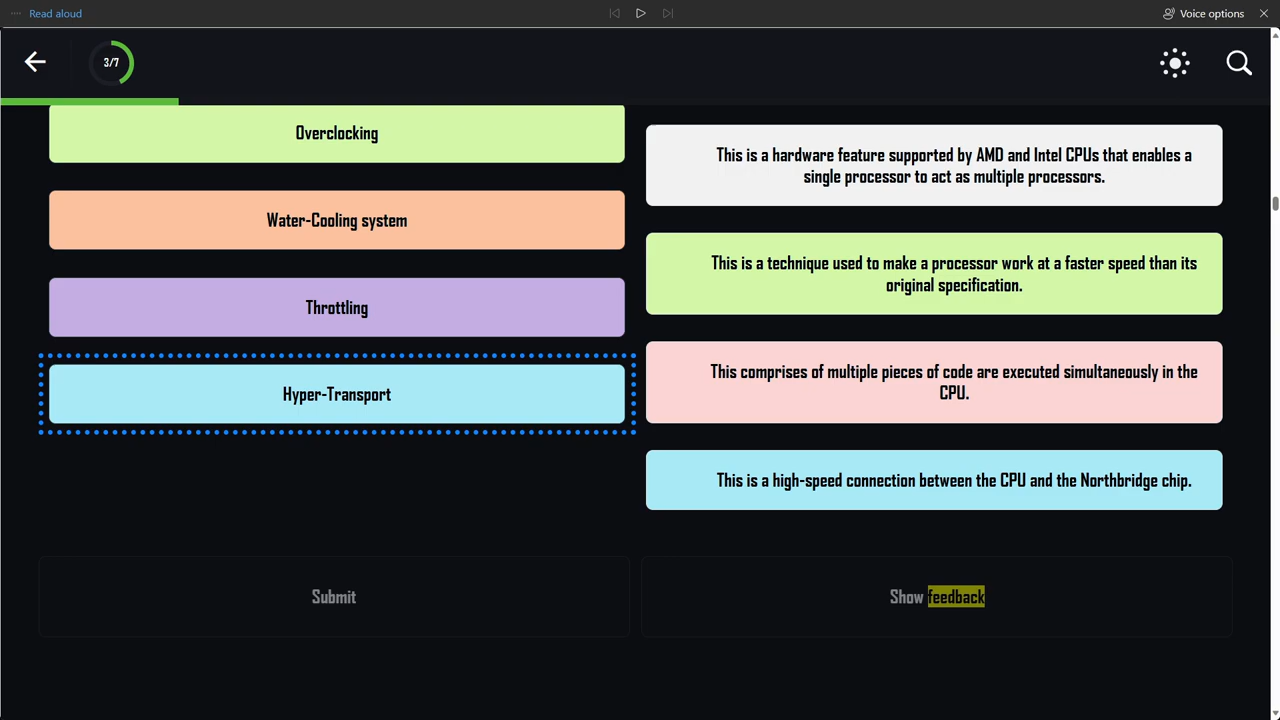 Read aloud
Voice options
3/7
Overclocking
Water-Cooling system
Throttling
Hyper-Transport
This is a hardware feature supported by AMD and Intel CPUs that enables a
single processor to act as multiple processors.
This is a technique used to make a processor work at a faster speed than its
original specification.
This comprises of multiple pieces of code are executed simultaneously in the
CPU.
This is a high-speed connection between the CPU and the Northbridge chip.
Submit
Show feedback